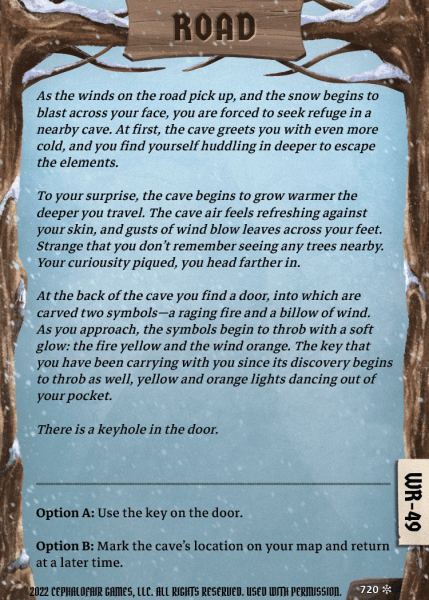 ROAD
As the winds on the road pick up, and the snow begins to
blast across your face, you are forced to seek refuge in a
nearby cave. At first, the cave greets you with even more
cold, and you find yourself huddling in deeper to escape
the elements.
To your surprise, the cave begins to grow warmer the
deeper you travel. The cave air feels refreshing against
your skin, and gusts of wind blow leaves across your feet.
Strange that you don't remember seeing any trees nearby.
Your curiousity piqued, you head farther in.
At the back of the cave you find a door, into which are
carved two symbols—a raging fire and a billow of wind.
As you approach, the symbols begin to throb with a soft
glow: the fire yellow and the wind orange. The key that
you have been carrying with you since its discovery begins
to throb as well, yellow and orange lights dancing out of
your pocket.
There is a keyhole in the door.
WR-49
Option A: Use the key on the door.
Option B: Mark the cave's location on your map and return
at a later time.
2022 CEPHALOFAIR GAMES, LLC. ALL RIGHTS RESERVED. USED WITH PERMISSION.
720